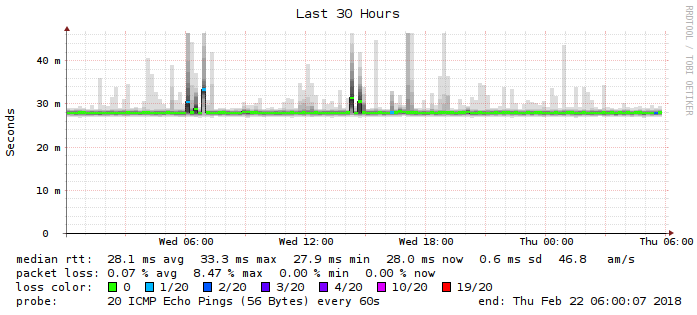 Last 30 Hours
RRDTOOL / TOBI OETIKER
Seconds
40 m
30 m
20 m
10 m
0
Wed 06:00 Wed 12:00 Wed 18:00 Thu 00:00 Thu 06:00
median rtt: 28.1 ms avg 33.3 ms max 27.9 ms min 28.0 ms now 0.6 ms sd 46.8 am/s
packet loss: 0.07 % avg 8.47 % max 0.00 % min 0.00 % now
loss color: 0 1/20 2/20 3/20 4/20 10/20 19/20
probe: 20 ICMP Echo Pings (56 Bytes) every 60s end: Thu Feb 22 06:00:07 2018